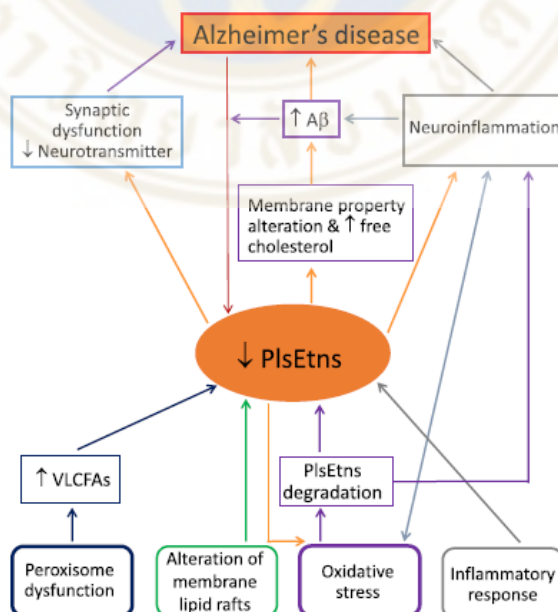 Alzheimer's disease
Synaptic
dysfunction
↓ Neurotransmitter
↑ Aβ
Neuroinflammation
Membrane property
alteration & ↑ free
cholesterol
↓ PlsEtns
↑ VLCFAs
PlsEtns
degradation
Peroxisome
dysfunction
Alteration of
membrane
lipid rafts
Oxidative
stress
Inflammatory
response